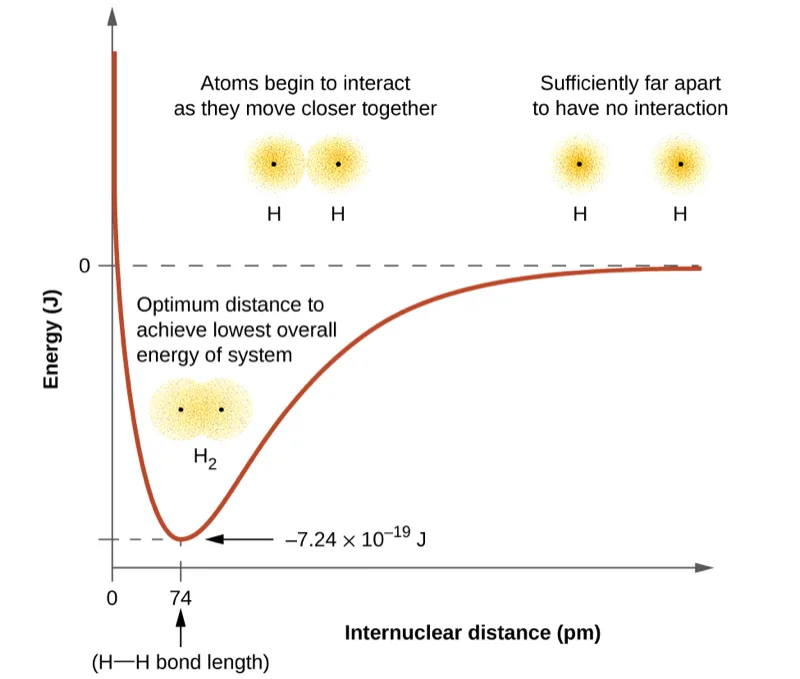 Atoms begin to interact
as they move closer together
Sufficiently far apart
to have no interaction
H H
H H
0
Optimum distance to
achieve lowest overall
energy of system
H₂
Energy (J)
–7.24 × 10⁻¹⁹ J
0 74
Internuclear distance (pm)
(H—H bond length)